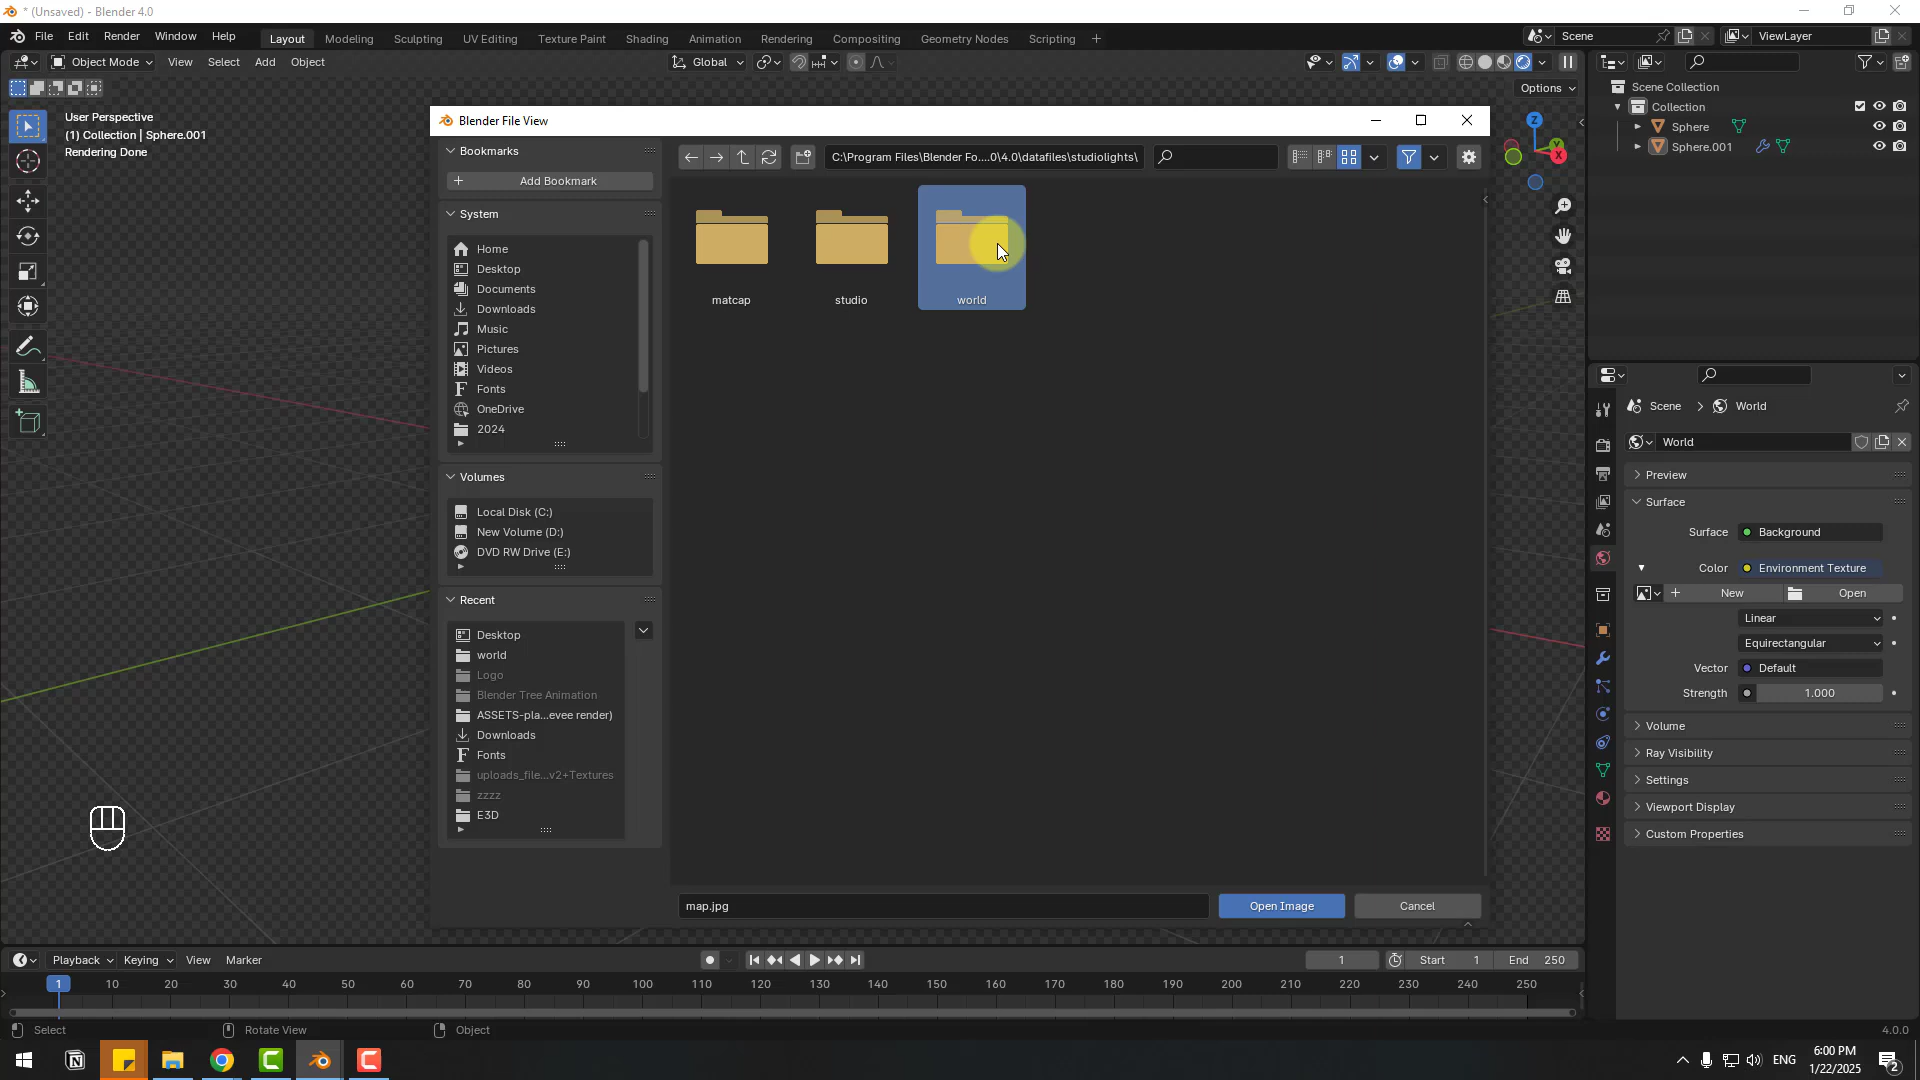 * (Unsaved) - Blender 4.0
File Edit Render Window Help
Layout Modeling Sculpting UV Editing Texture Paint Shading Animation Rendering Compositing Geometry Nodes Scripting +
Scene
ViewLayer
Object Mode View Select Add Object
Global
Options
User Perspective
(1) Collection | Sphere.001
Rendering Done
Z
Y
X
Scene Collection
Collection
Sphere
Sphere.001
Blender File View
Bookmarks
Add Bookmark
C:\Program Files\Blender Fo....0\4.0\datafiles\studiolights\
System
Home
Desktop
Documents
Downloads
Music
Pictures
Videos
Fonts
OneDrive
2024
matcap
studio
world
Volumes
Local Disk (C:)
New Volume (D:)
DVD RW Drive (E:)
Recent
Desktop
world
Logo
Blender Tree Animation
ASSETS-pla...evee render)
Downloads
Fonts
uploads_file...v2+Textures
zzzz
E3D
map.jpg
Open Image
Cancel
Scene > World
World
Preview
Surface
Surface Background
Color Environment Texture
New Open
Linear
Equirectangular
Vector Default
Strength 1.000
Volume
Ray Visibility
Settings
Viewport Display
Custom Properties
Playback Keying View Marker
1 Start 1 End 250
1 10 20 30 40 50 60 70 80 90 100 110 120 130 140 150 160 170 180 190 200 210 220 230 240 250
Select Rotate View Object
4.0.0
ENG
6:00 PM
1/22/2025
2